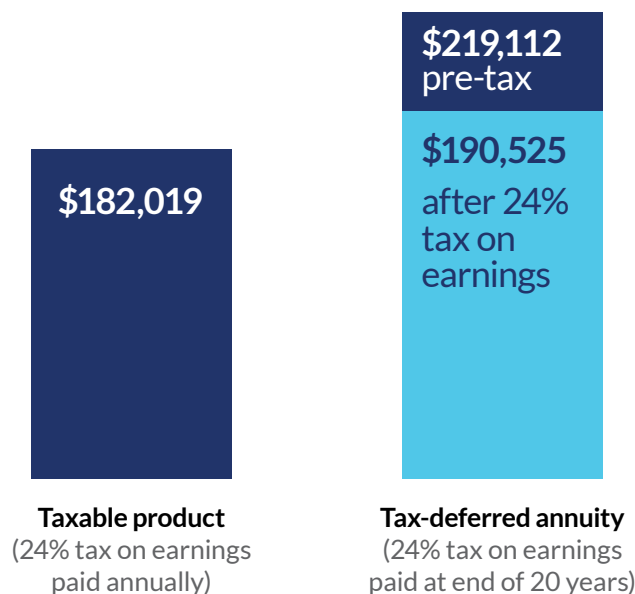 $182,019
$219,112
pre-tax
$190,525
after 24%
tax on
earnings
Taxable product
(24% tax on earnings
paid annually)
Tax-deferred annuity
(24% tax on earnings
paid at end of 20 years)